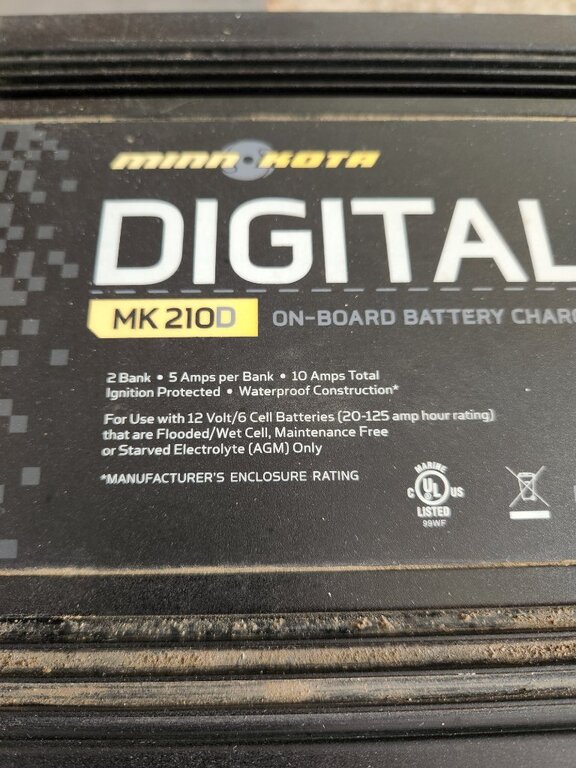 MINN KOTA
DIGITAL
MK 210D ON-BOARD BATTERY CHARG
2 Bank • 5 Amps per Bank • 10 Amps Total
Ignition Protected • Waterproof Construction*
For Use with 12 Volt/6 Cell Batteries (20-125 amp hour rating)
that are Flooded/Wet Cell, Maintenance Free
or Starved Electrolyte (AGM) Only
*MANUFACTURER'S ENCLOSURE RATING
MARINE
C UL US
LISTED
99WF